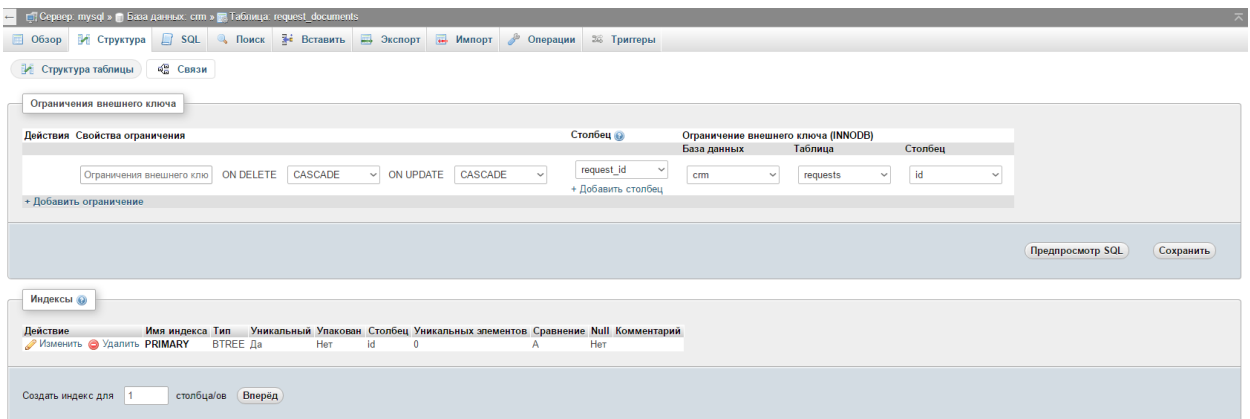 Сервер: mysql » База данных: crm » Таблица: request_documents
Обзор Структура SQL Поиск Вставить Экспорт Импорт Операции Триггеры
Структура таблицы Связи
Ограничения внешнего ключа
Действия Свойства ограничения Столбец Ограничение внешнего ключа (INNODB)
База данных Таблица Столбец
Ограничения внешнего клю ON DELETE CASCADE ON UPDATE CASCADE request_id crm requests id
+ Добавить столбец
+ Добавить ограничение
Предпросмотр SQL Сохранить
Индексы
Действие Имя индекса Тип Уникальный Упакован Столбец Уникальных элементов Сравнение Null Комментарий
Изменить Удалить PRIMARY BTREE Да Нет id 0 A Нет
Создать индекс для 1 столбца/ов Вперёд